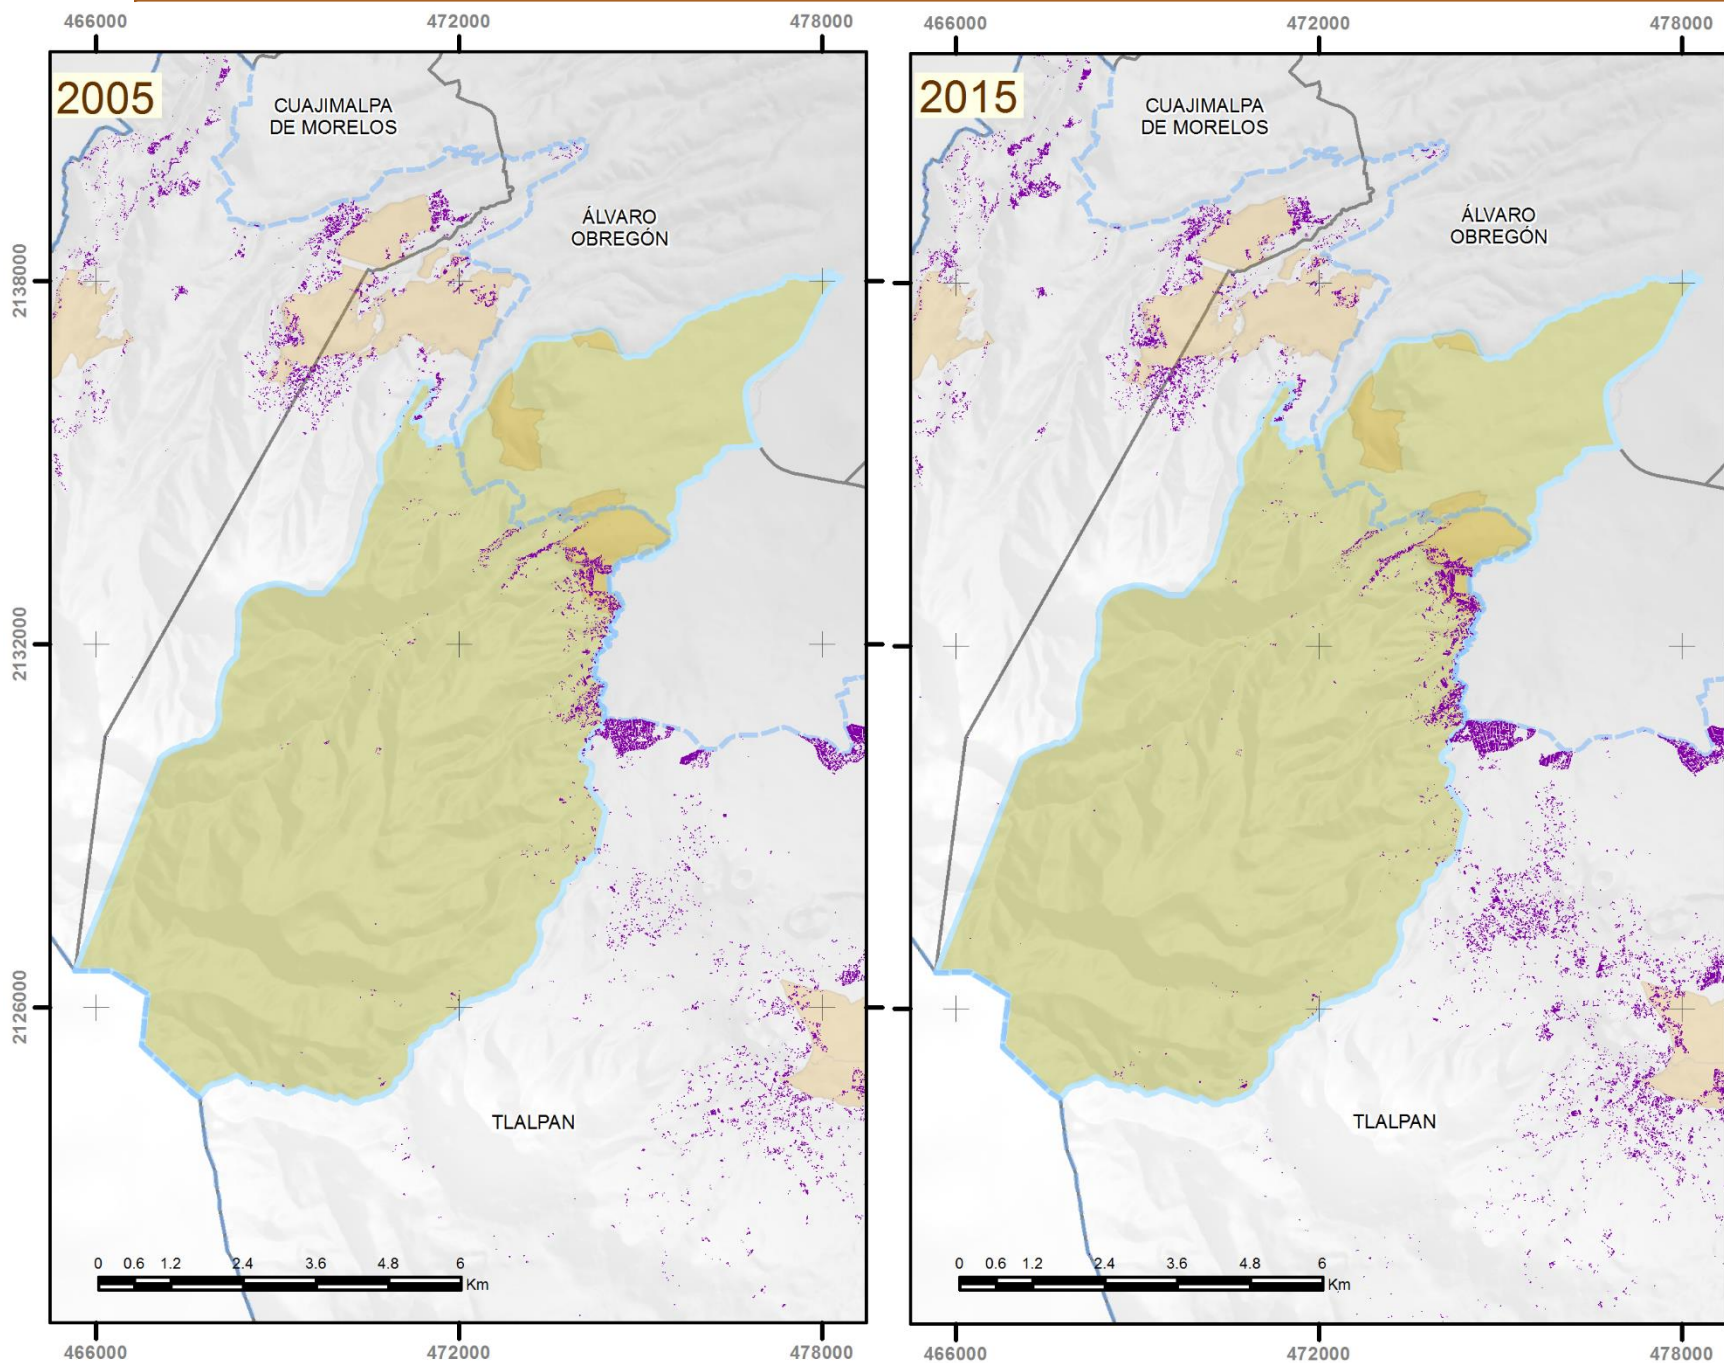 466000 472000 478000 466000 472000 478000
2005
2015
CUAJIMALPA
DE MORELOS
CUAJIMALPA
DE MORELOS
ÁLVARO
OBREGÓN
ÁLVARO
OBREGÓN
2138000
2132000
2126000
TLALPAN
TLALPAN
0 0.6 1.2 2.4 3.6 4.8 6
Km
0 0.6 1.2 2.4 3.6 4.8 6
Km
466000 472000 478000 466000 472000 478000